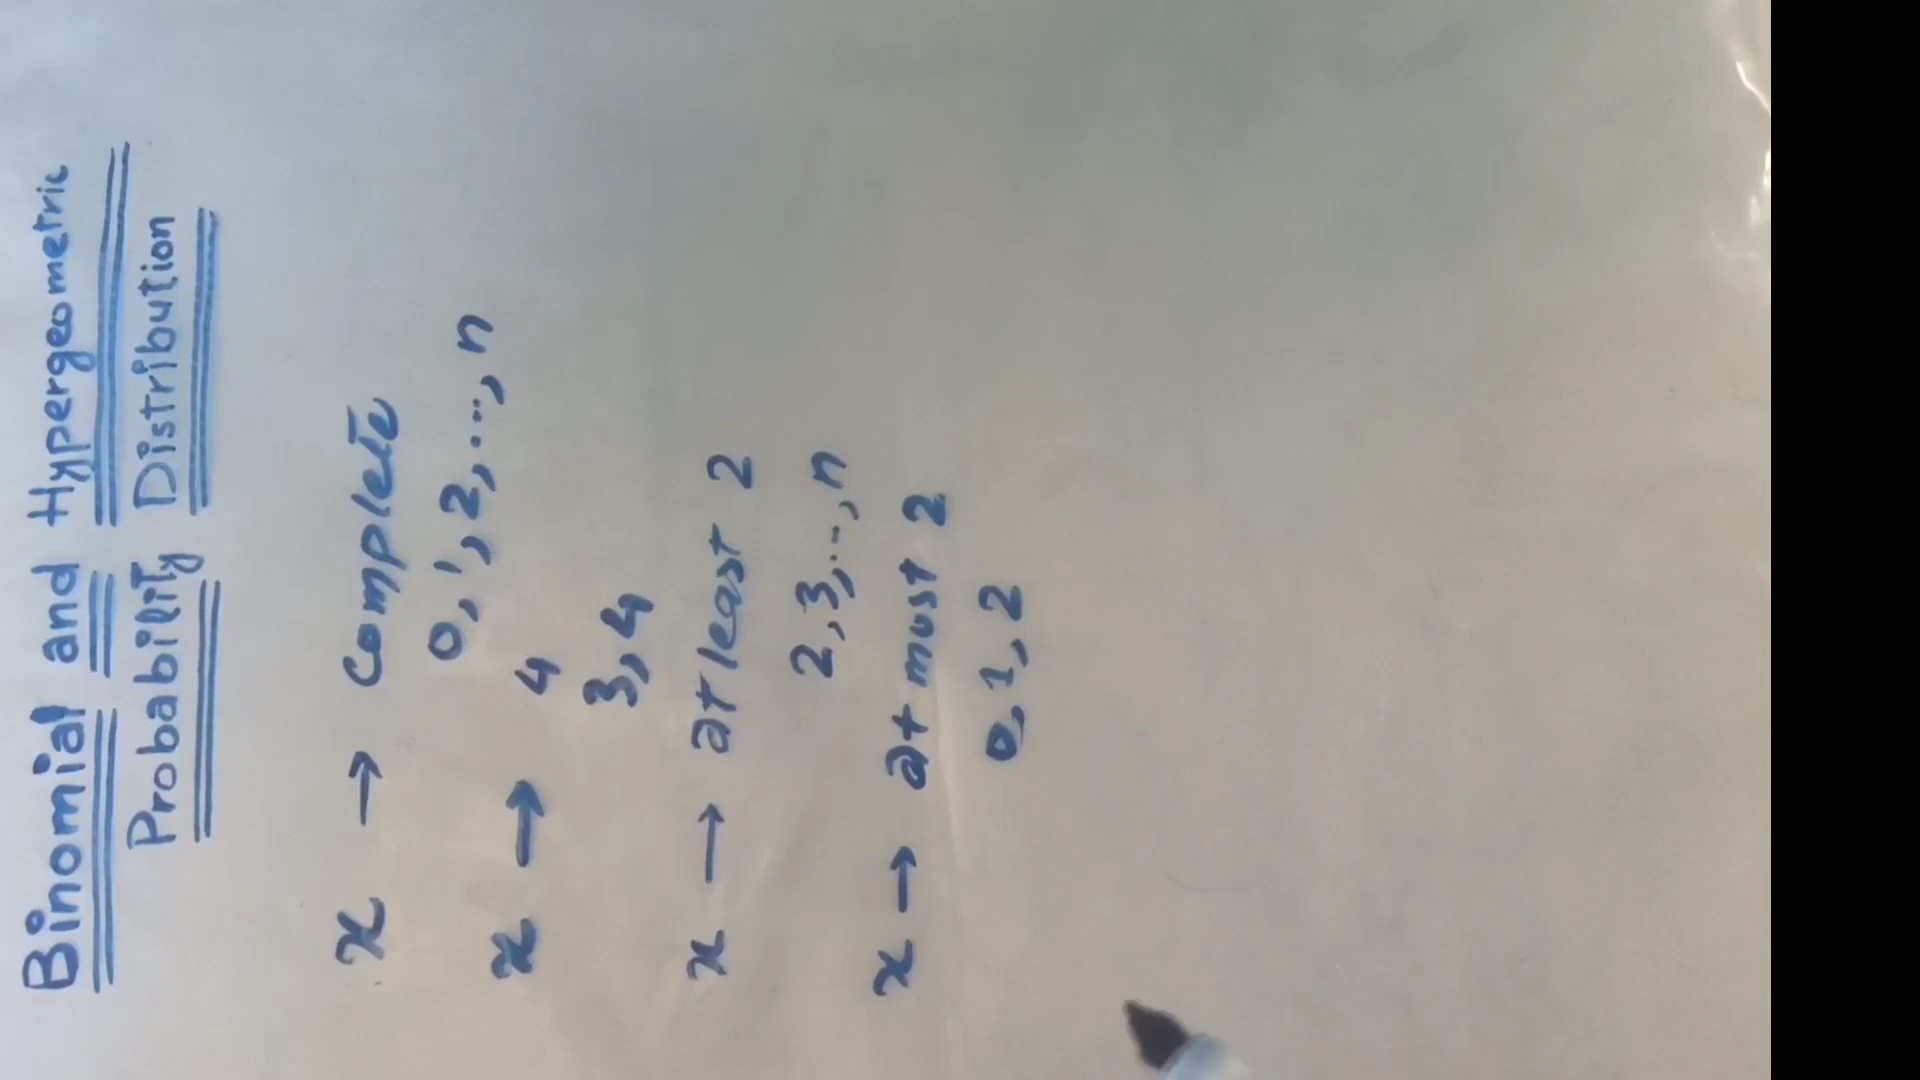 Binomial and Hypergeometric
Probability Distribution
x → Complete
0, 1, 2, ..., n
x → 4
3, 4
x → at least 2
2, 3, ..., n
x → at must 2
0, 1, 2